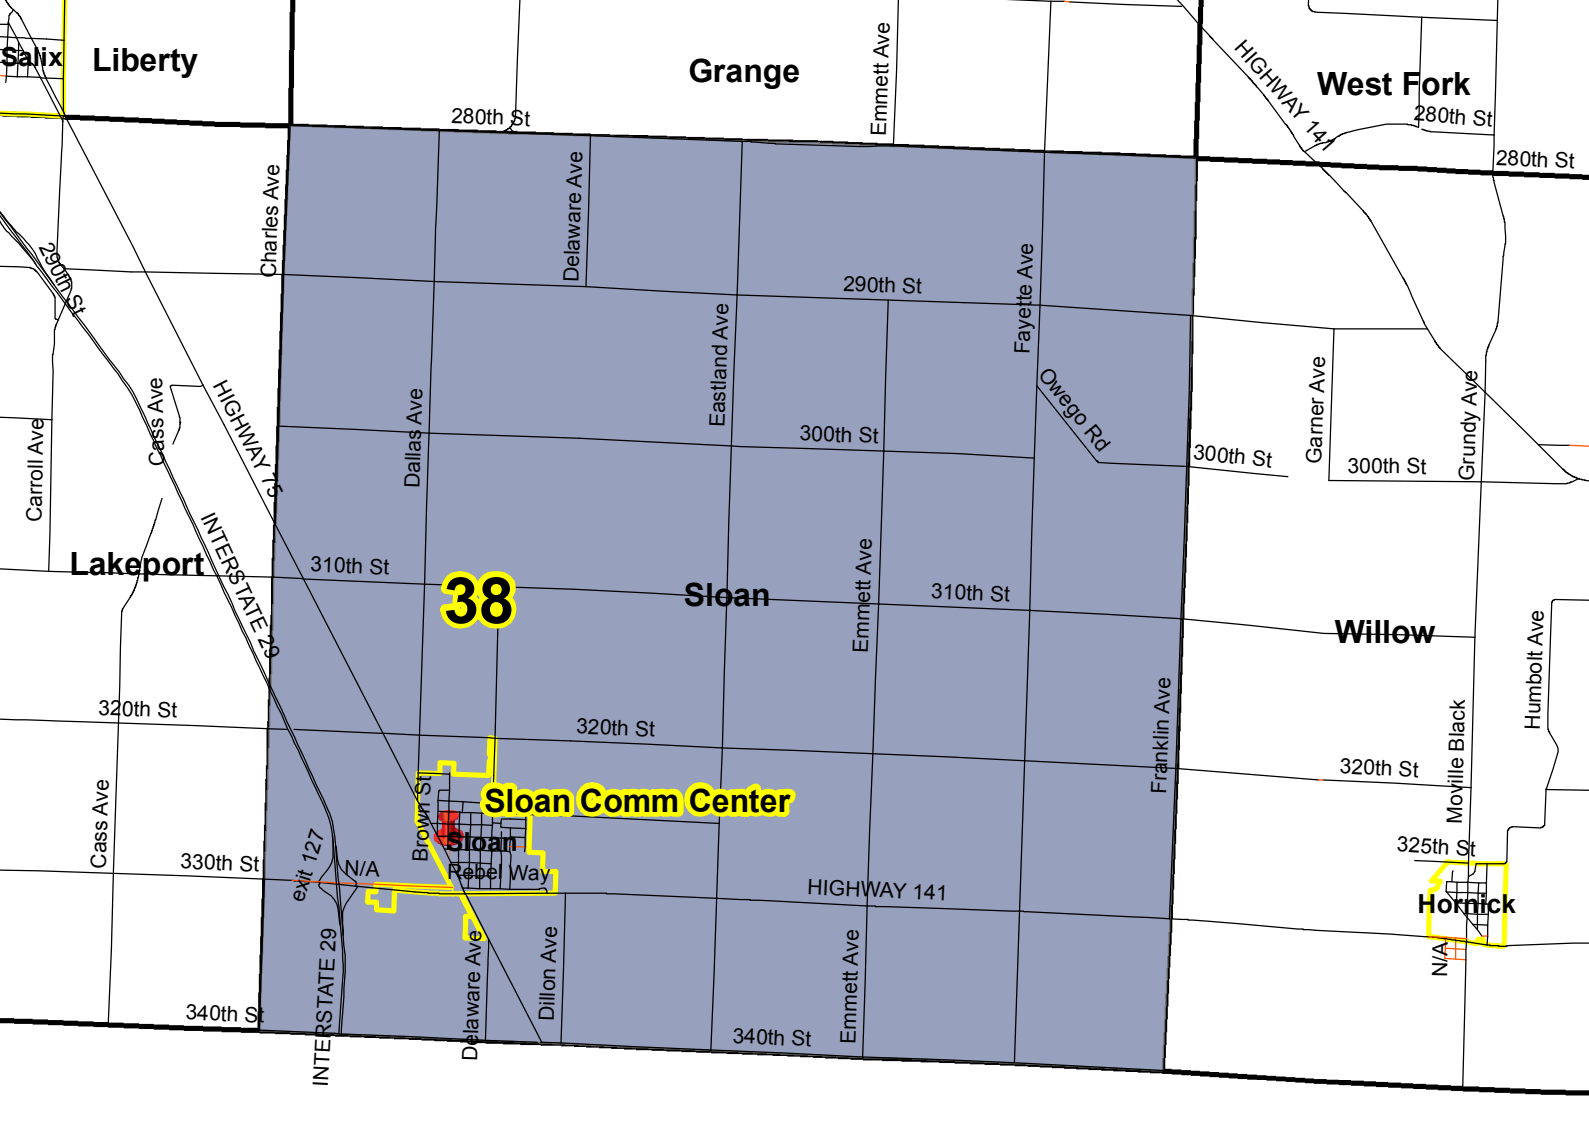 Salix
Liberty
Grange
Emmett Ave
HIGHWAY 141
West Fork
280th St
280th St
280th St
Charles Ave
Delaware Ave
290th St
290th St
Fayette Ave
Eastland Ave
Cass Ave
HIGHWAY 75
Dallas Ave
Owego Rd
Garner Ave
Grundy Ave
Carroll Ave
300th St
300th St
300th St
INTERSTATE 29
Lakeport
310th St
38
Sloan
Emmett Ave
310th St
Willow
Humbolt Ave
320th St
320th St
Franklin Ave
Moville Black
320th St
Cass Ave
Brown St
Sloan Comm Center
Sloan
325th St
330th St
exit 127
N/A
Rebel Way
HIGHWAY 141
Hornick
INTERSTATE 29
Delaware Ave
Dillon Ave
Emmett Ave
N/A
340th St
340th St